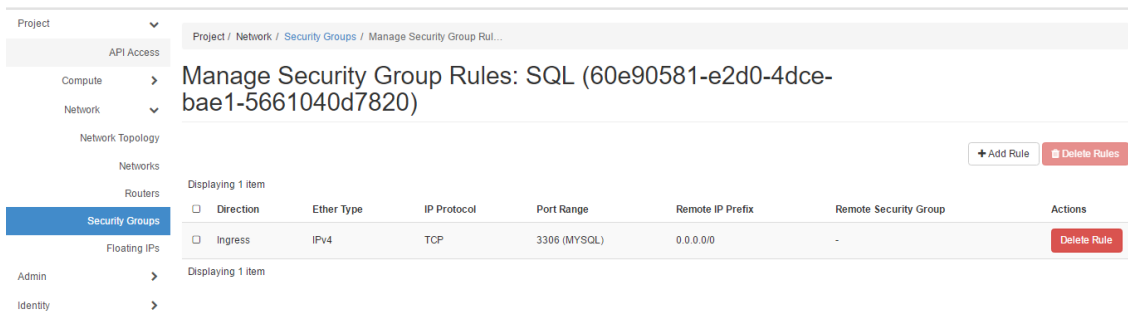 Project
API Access
Compute
Network
Network Topology
Networks
Routers
Security Groups
Floating IPs
Admin
Identity
Project / Network / Security Groups / Manage Security Group Rul...
Manage Security Group Rules: SQL (60e90581-e2d0-4dce-
bae1-5661040d7820)
+ Add Rule Delete Rules
Displaying 1 item
Direction Ether Type IP Protocol Port Range Remote IP Prefix Remote Security Group Actions
Ingress IPv4 TCP 3306 (MYSQL) 0.0.0.0/0 - Delete Rule
Displaying 1 item